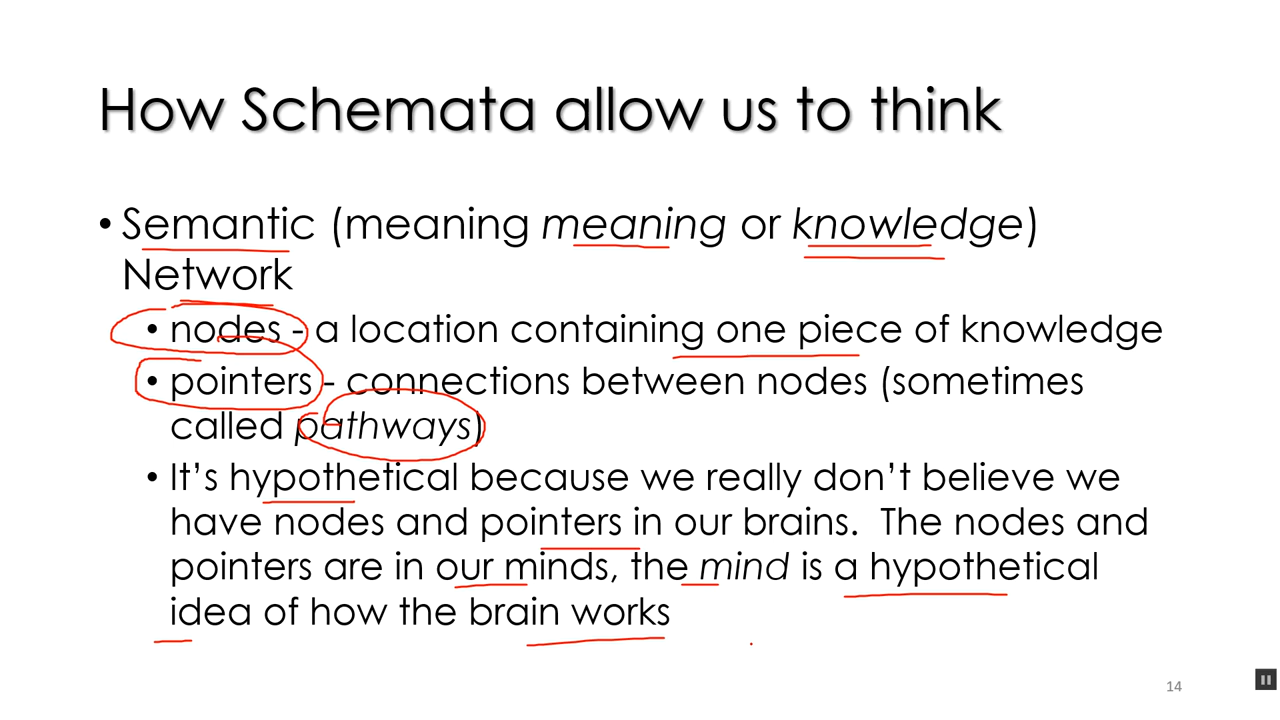 How Schemata allow us to think
• Semantic (meaning meaning or knowledge)
Network
• nodes - a location containing one piece of knowledge
• pointers - connections between nodes (sometimes
called pathways)
• It’s hypothetical because we really don’t believe we
have nodes and pointers in our brains.  The nodes and
pointers are in our minds, the mind is a hypothetical
idea of how the brain works
14